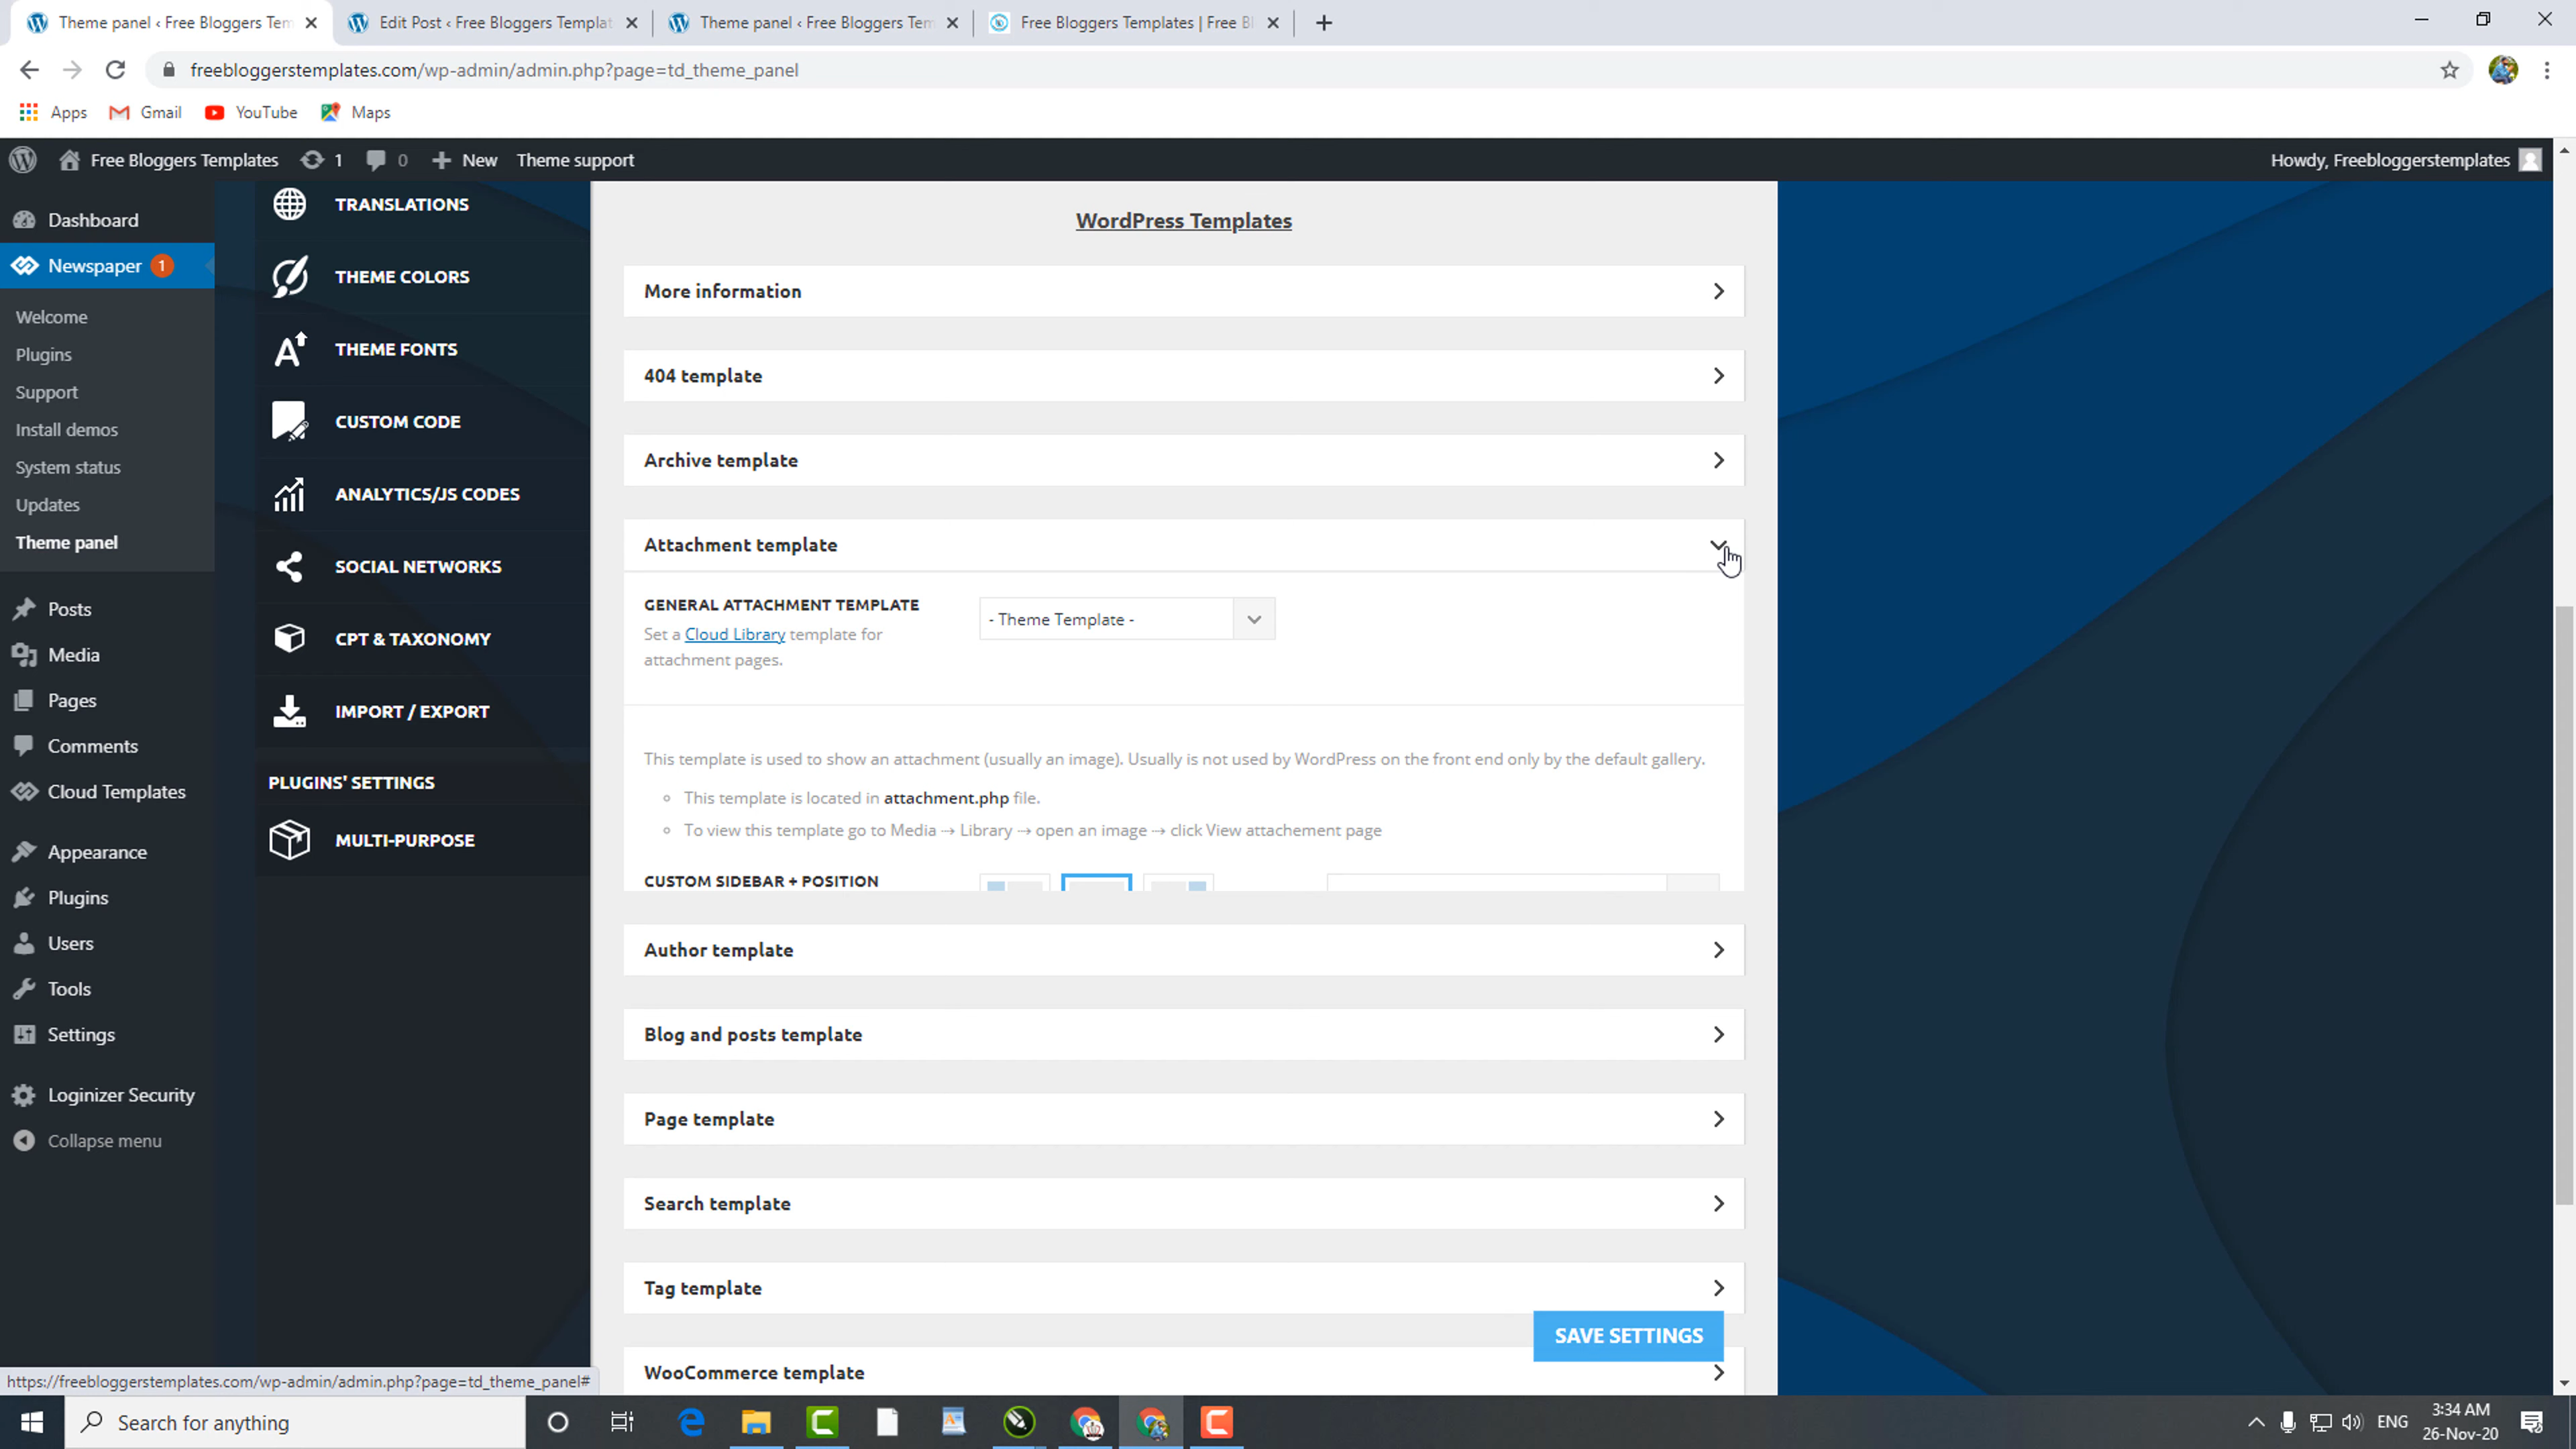 Theme panel ‹ Free Bloggers Tem
Edit Post ‹ Free Bloggers Templat
Theme panel ‹ Free Bloggers Tem
Free Bloggers Templates | Free Bl
freebloggerstemplates.com/wp-admin/admin.php?page=td_theme_panel
Apps
Gmail
YouTube
Maps
Free Bloggers Templates
1
0
New
Theme support
Howdy, Freebloggerstemplates
Dashboard
Newspaper 1
Welcome
Plugins
Support
Install demos
System status
Updates
Theme panel
Posts
Media
Pages
Comments
Cloud Templates
Appearance
Plugins
Users
Tools
Settings
Loginizer Security
Collapse menu
TRANSLATIONS
THEME COLORS
THEME FONTS
CUSTOM CODE
ANALYTICS/JS CODES
SOCIAL NETWORKS
CPT & TAXONOMY
IMPORT / EXPORT
PLUGINS' SETTINGS
MULTI-PURPOSE
WordPress Templates
More information
404 template
Archive template
Attachment template
GENERAL ATTACHMENT TEMPLATE
Set a Cloud Library template for
attachment pages.
- Theme Template -
This template is used to show an attachment (usually an image). Usually is not used by WordPress on the front end only by the default gallery.
This template is located in attachment.php file.
To view this template go to Media → Library → open an image → click View attachement page
CUSTOM SIDEBAR + POSITION
Author template
Blog and posts template
Page template
Search template
Tag template
SAVE SETTINGS
WooCommerce template
https://freebloggerstemplates.com/wp-admin/admin.php?page=td_theme_panel#
Search for anything
ENG
3:34 AM
26-Nov-20